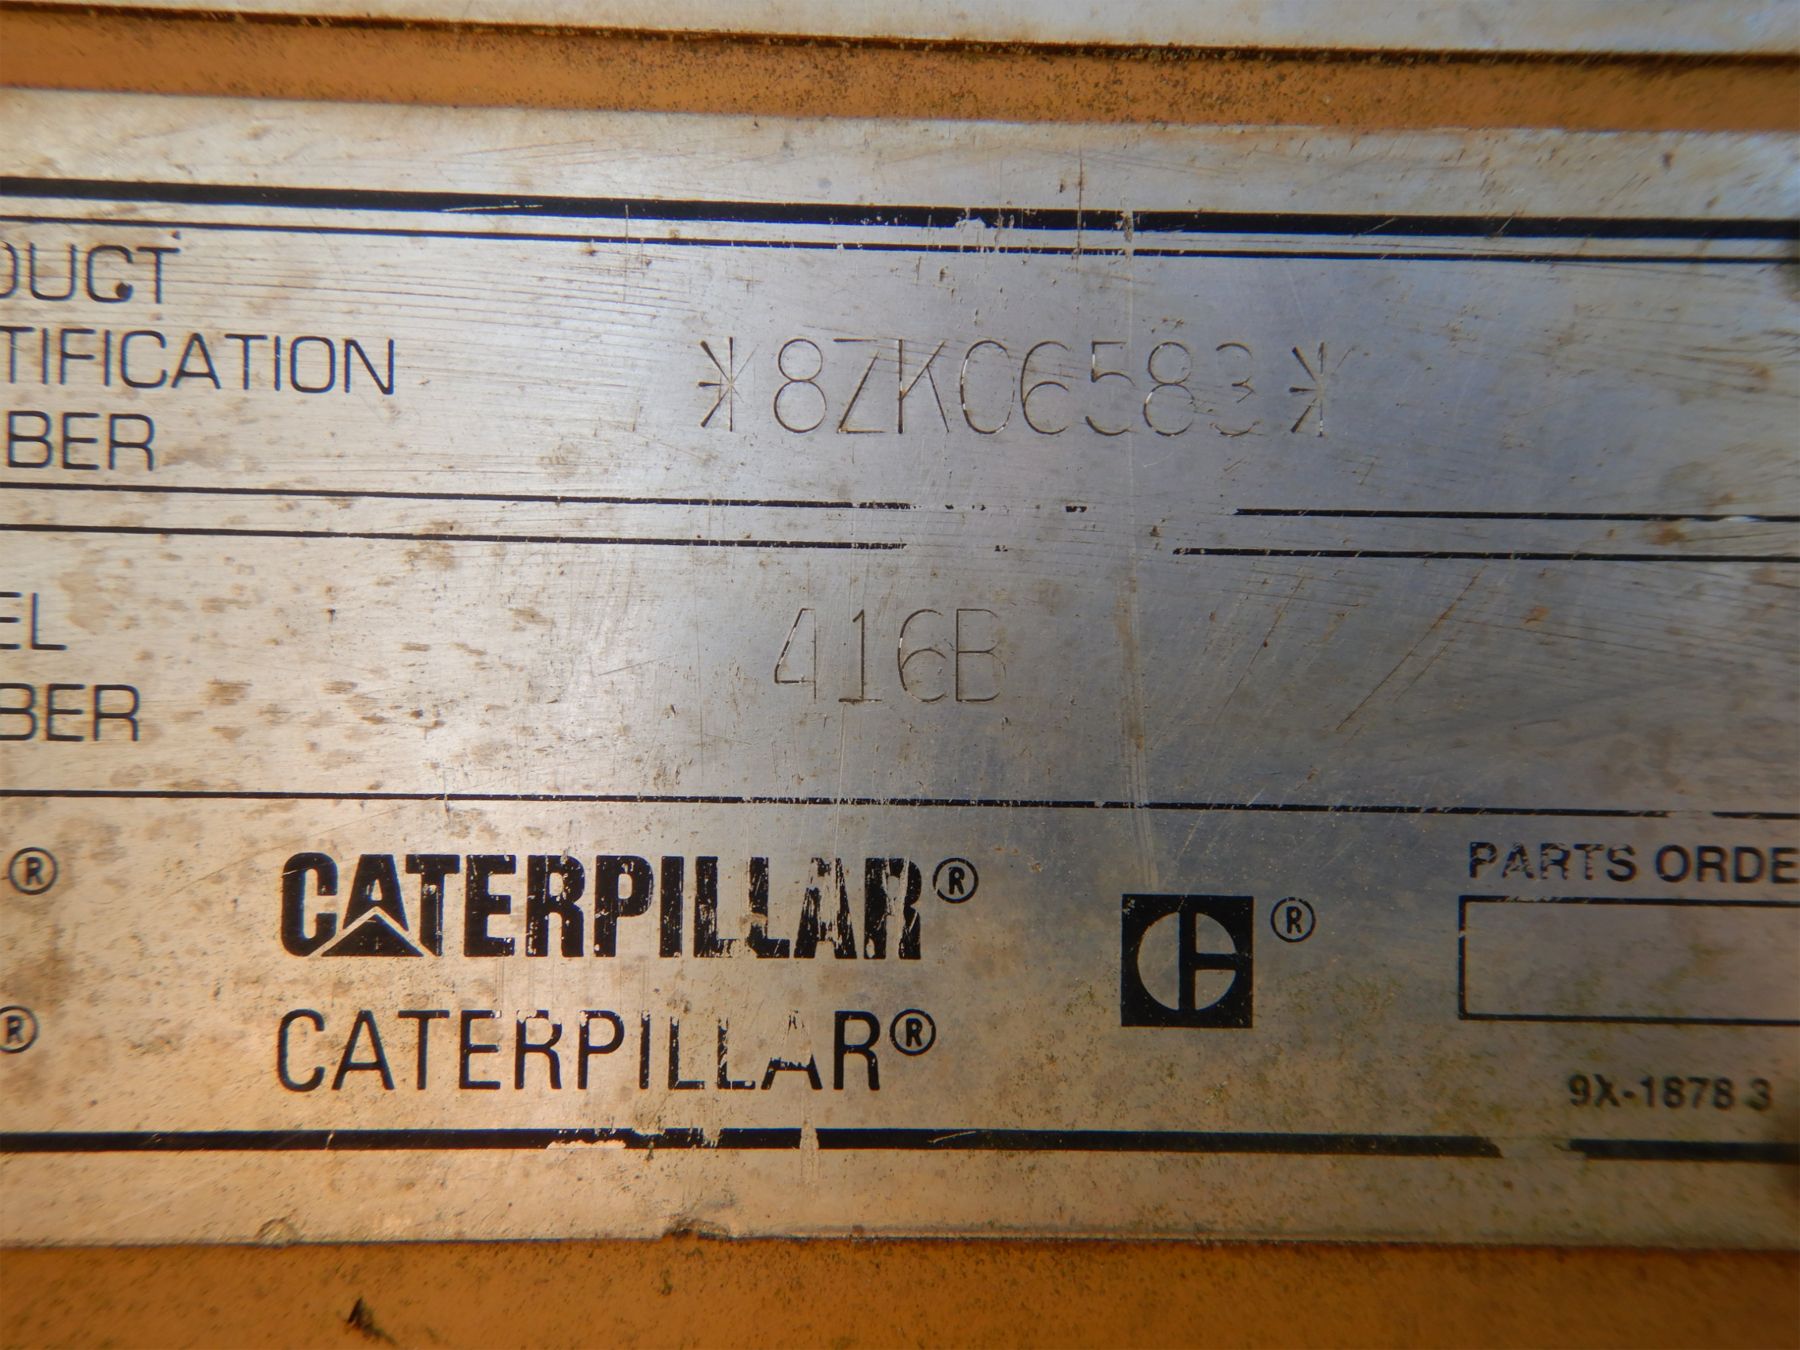 DUCT
TIFICATION
BER
*8ZK06583*
EL
BER
416B
®
CATERPILLAR®
®
CATERPILLAR®
®
PARTS ORDE
9X-1878 3